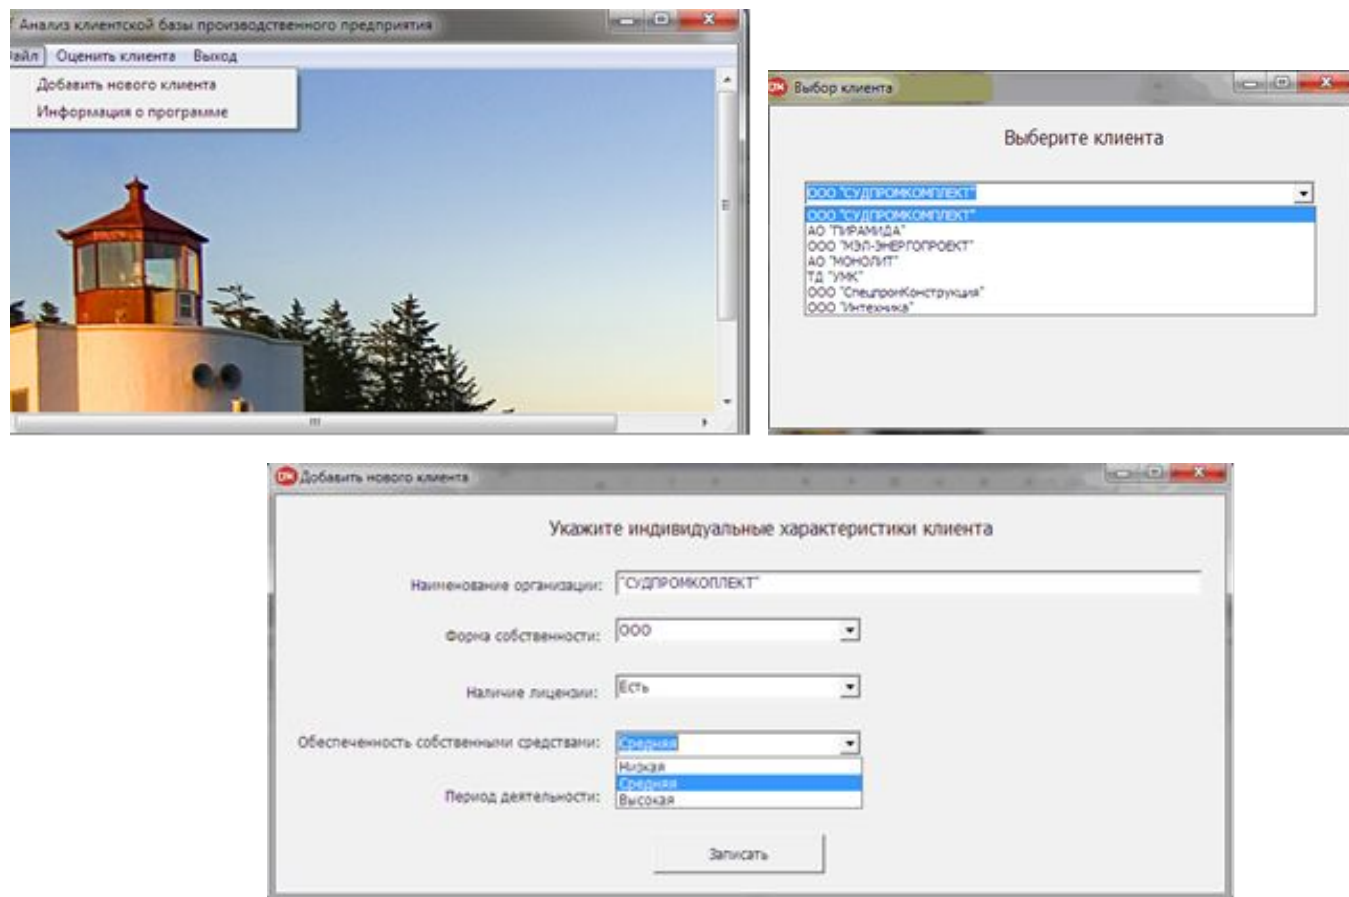 Анализ клиентской базы производственного предприятия
айл Оценить клиента Выход
Добавить нового клиента
Информация о программе
Выбор клиента
Выберите клиента
ООО "СУДПРОМКОМПЛЕКТ"
ООО "СУДПРОМКОМПЛЕКТ"
АО "ПИРАМИДА"
ООО "МЭЛ-ЭНЕРГОПРОЕКТ"
АО "МОНОЛИТ"
ТД "УМК"
ООО "СпецпромКонструкция"
ООО "Интехника"
Добавить нового клиента
Укажите индивидуальные характеристики клиента
Наименование организации: "СУДПРОМКОПЛЕКТ"
Форма собственности: ООО
Наличие лицензии: Есть
Обеспеченность собственными средствами: Средняя
Низкая
Средняя
Период деятельности: Высокая
Записать